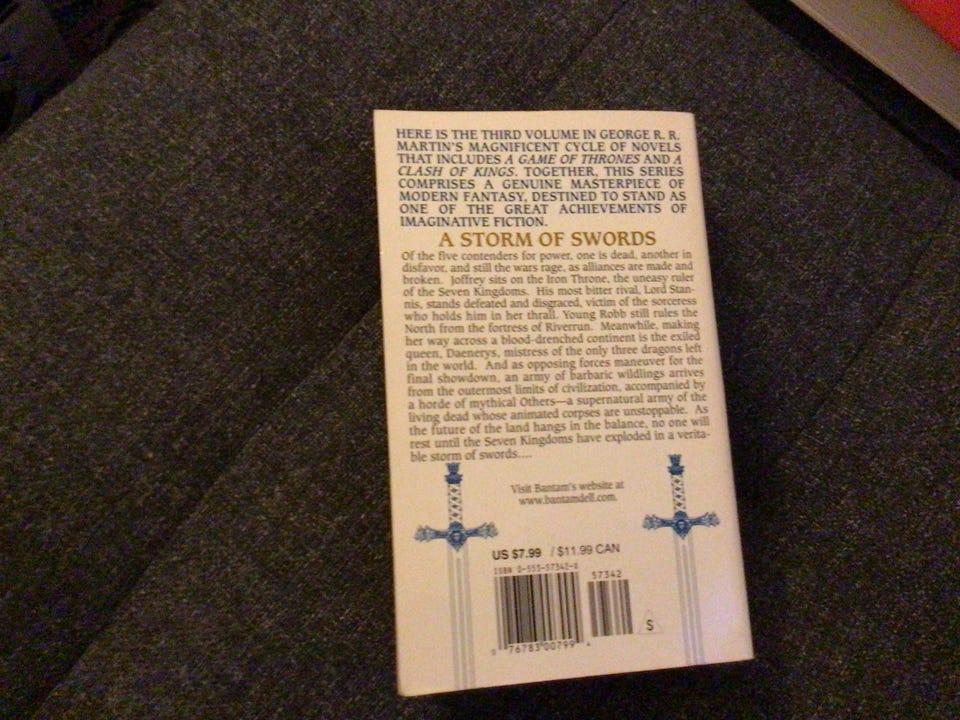 HERE IS THE THIRD VOLUME IN GEORGE R. R.
MARTIN'S MAGNIFICENT CYCLE OF NOVELS
THAT INCLUDES A GAME OF THRONES AND A
CLASH OF KINGS. TOGETHER, THIS SERIES
COMPRISES A GENUINE MASTERPIECE OF
MODERN FANTASY, DESTINED TO STAND AS
ONE OF THE GREAT ACHIEVEMENTS OF
IMAGINATIVE FICTION.
A STORM OF SWORDS
Of the five contenders for power, one is dead, another in
disfavor, and still the wars rage, as alliances are made and
broken. Joffrey sits on the Iron Throne, the uneasy ruler
of the Seven Kingdoms. His most bitter rival, Lord Stan-
nis, stands defeated and disgraced, victim of the sorceress
who holds him in her thrall. Young Robb still rules the
North from the fortress of Riverrun. Meanwhile, making
her way across a blood-drenched continent is the exiled
queen, Daenerys, mistress of the only three dragons left
in the world. And as opposing forces maneuver for the
final showdown, an army of barbaric wildlings arrives
from the outermost limits of civilization, accompanied by
a horde of mythical Others—a supernatural army of the
living dead whose animated corpses are unstoppable. As
the future of the land hangs in the balance, no one will
rest until the Seven Kingdoms have exploded in a verita-
ble storm of swords....
Visit Bantam's website at
www.bantamdell.com.
US $7.99 / $11.99 CAN
ISBN 0-553-57342-X
57342
S
0 76783 00799 4